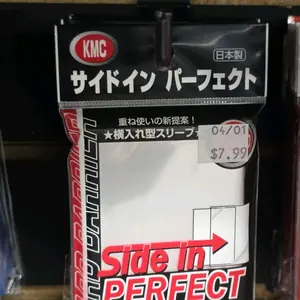 KMC
日本製
サイドイン パーフェクト
重ね使いの新提案!
★横入れ型スリーブ
04/01
$7.99
CARD BARRIER
Side in
PERFECT